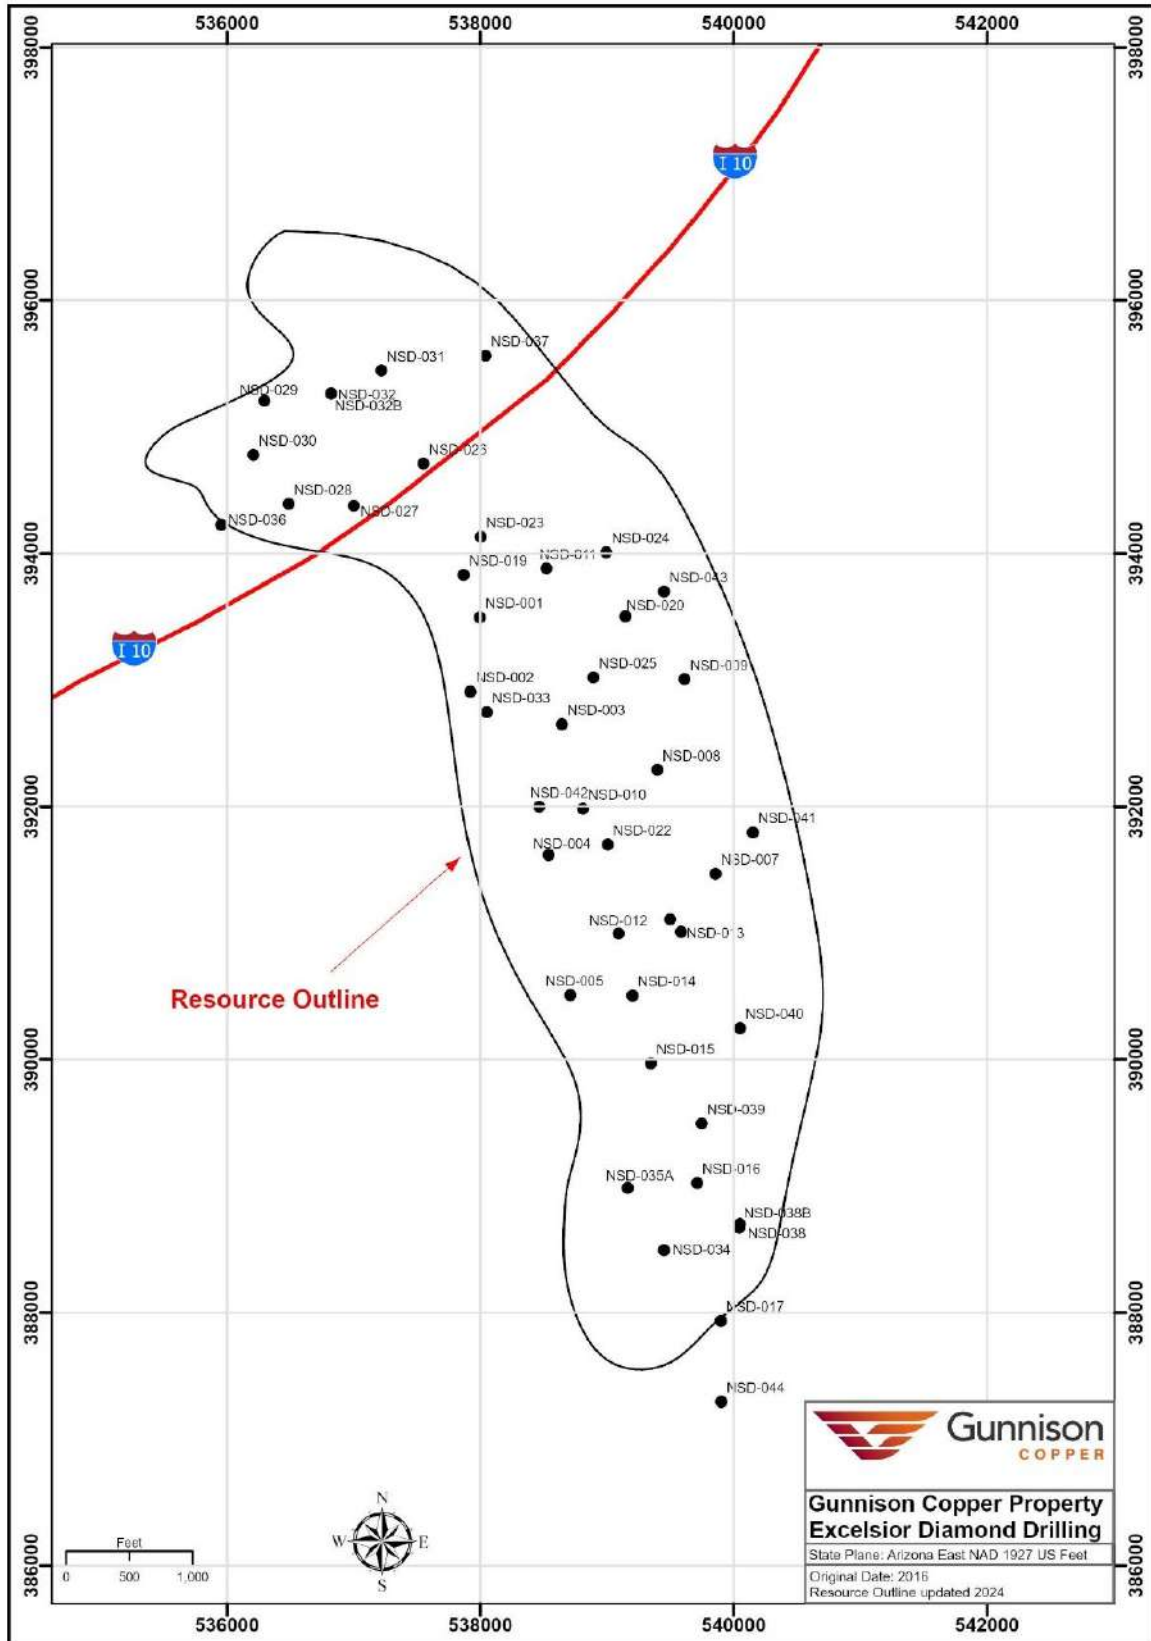 536000
538000
540000
542000
398000
398000
I 10
396000
396000
NSD-037
NSD-031
NSD-029
NSD-032
NSD-032B
NSD-030
NSD-026
NSD-028
NSD-027
NSD-036
NSD-023
NSD-024
394000
394000
NSD-011
NSD-019
NSD-043
NSD-001
NSD-020
I 10
NSD-025
NSD-009
NSD-002
NSD-033
NSD-003
NSD-008
NSD-042
NSD-010
392000
392000
NSD-041
NSD-022
NSD-004
NSD-007
NSD-012
NSD-013
NSD-005
NSD-014
Resource Outline
NSD-040
NSD-015
390000
390000
NSD-039
NSD-016
NSD-035A
NSD-038B
NSD-038
NSD-034
388000
388000
NSD-017
NSD-044
Gunnison
COPPER
Gunnison Copper Property
Excelsior Diamond Drilling
State Plane: Arizona East NAD 1927 US Feet
Original Date: 2016
Resource Outline updated 2024
N
W E
S
Feet
0 500 1,000
386000
386000
536000
538000
540000
542000